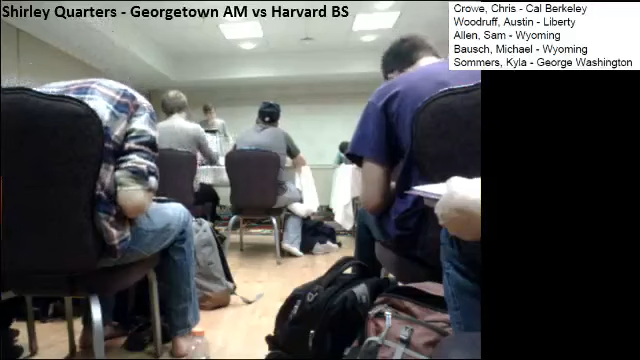 Shirley Quarters - Georgetown AM vs Harvard BS
Crowe, Chris - Cal Berkeley
Woodruff, Austin - Liberty
Allen, Sam - Wyoming
Bausch, Michael - Wyoming
Sommers, Kyla - George Washington